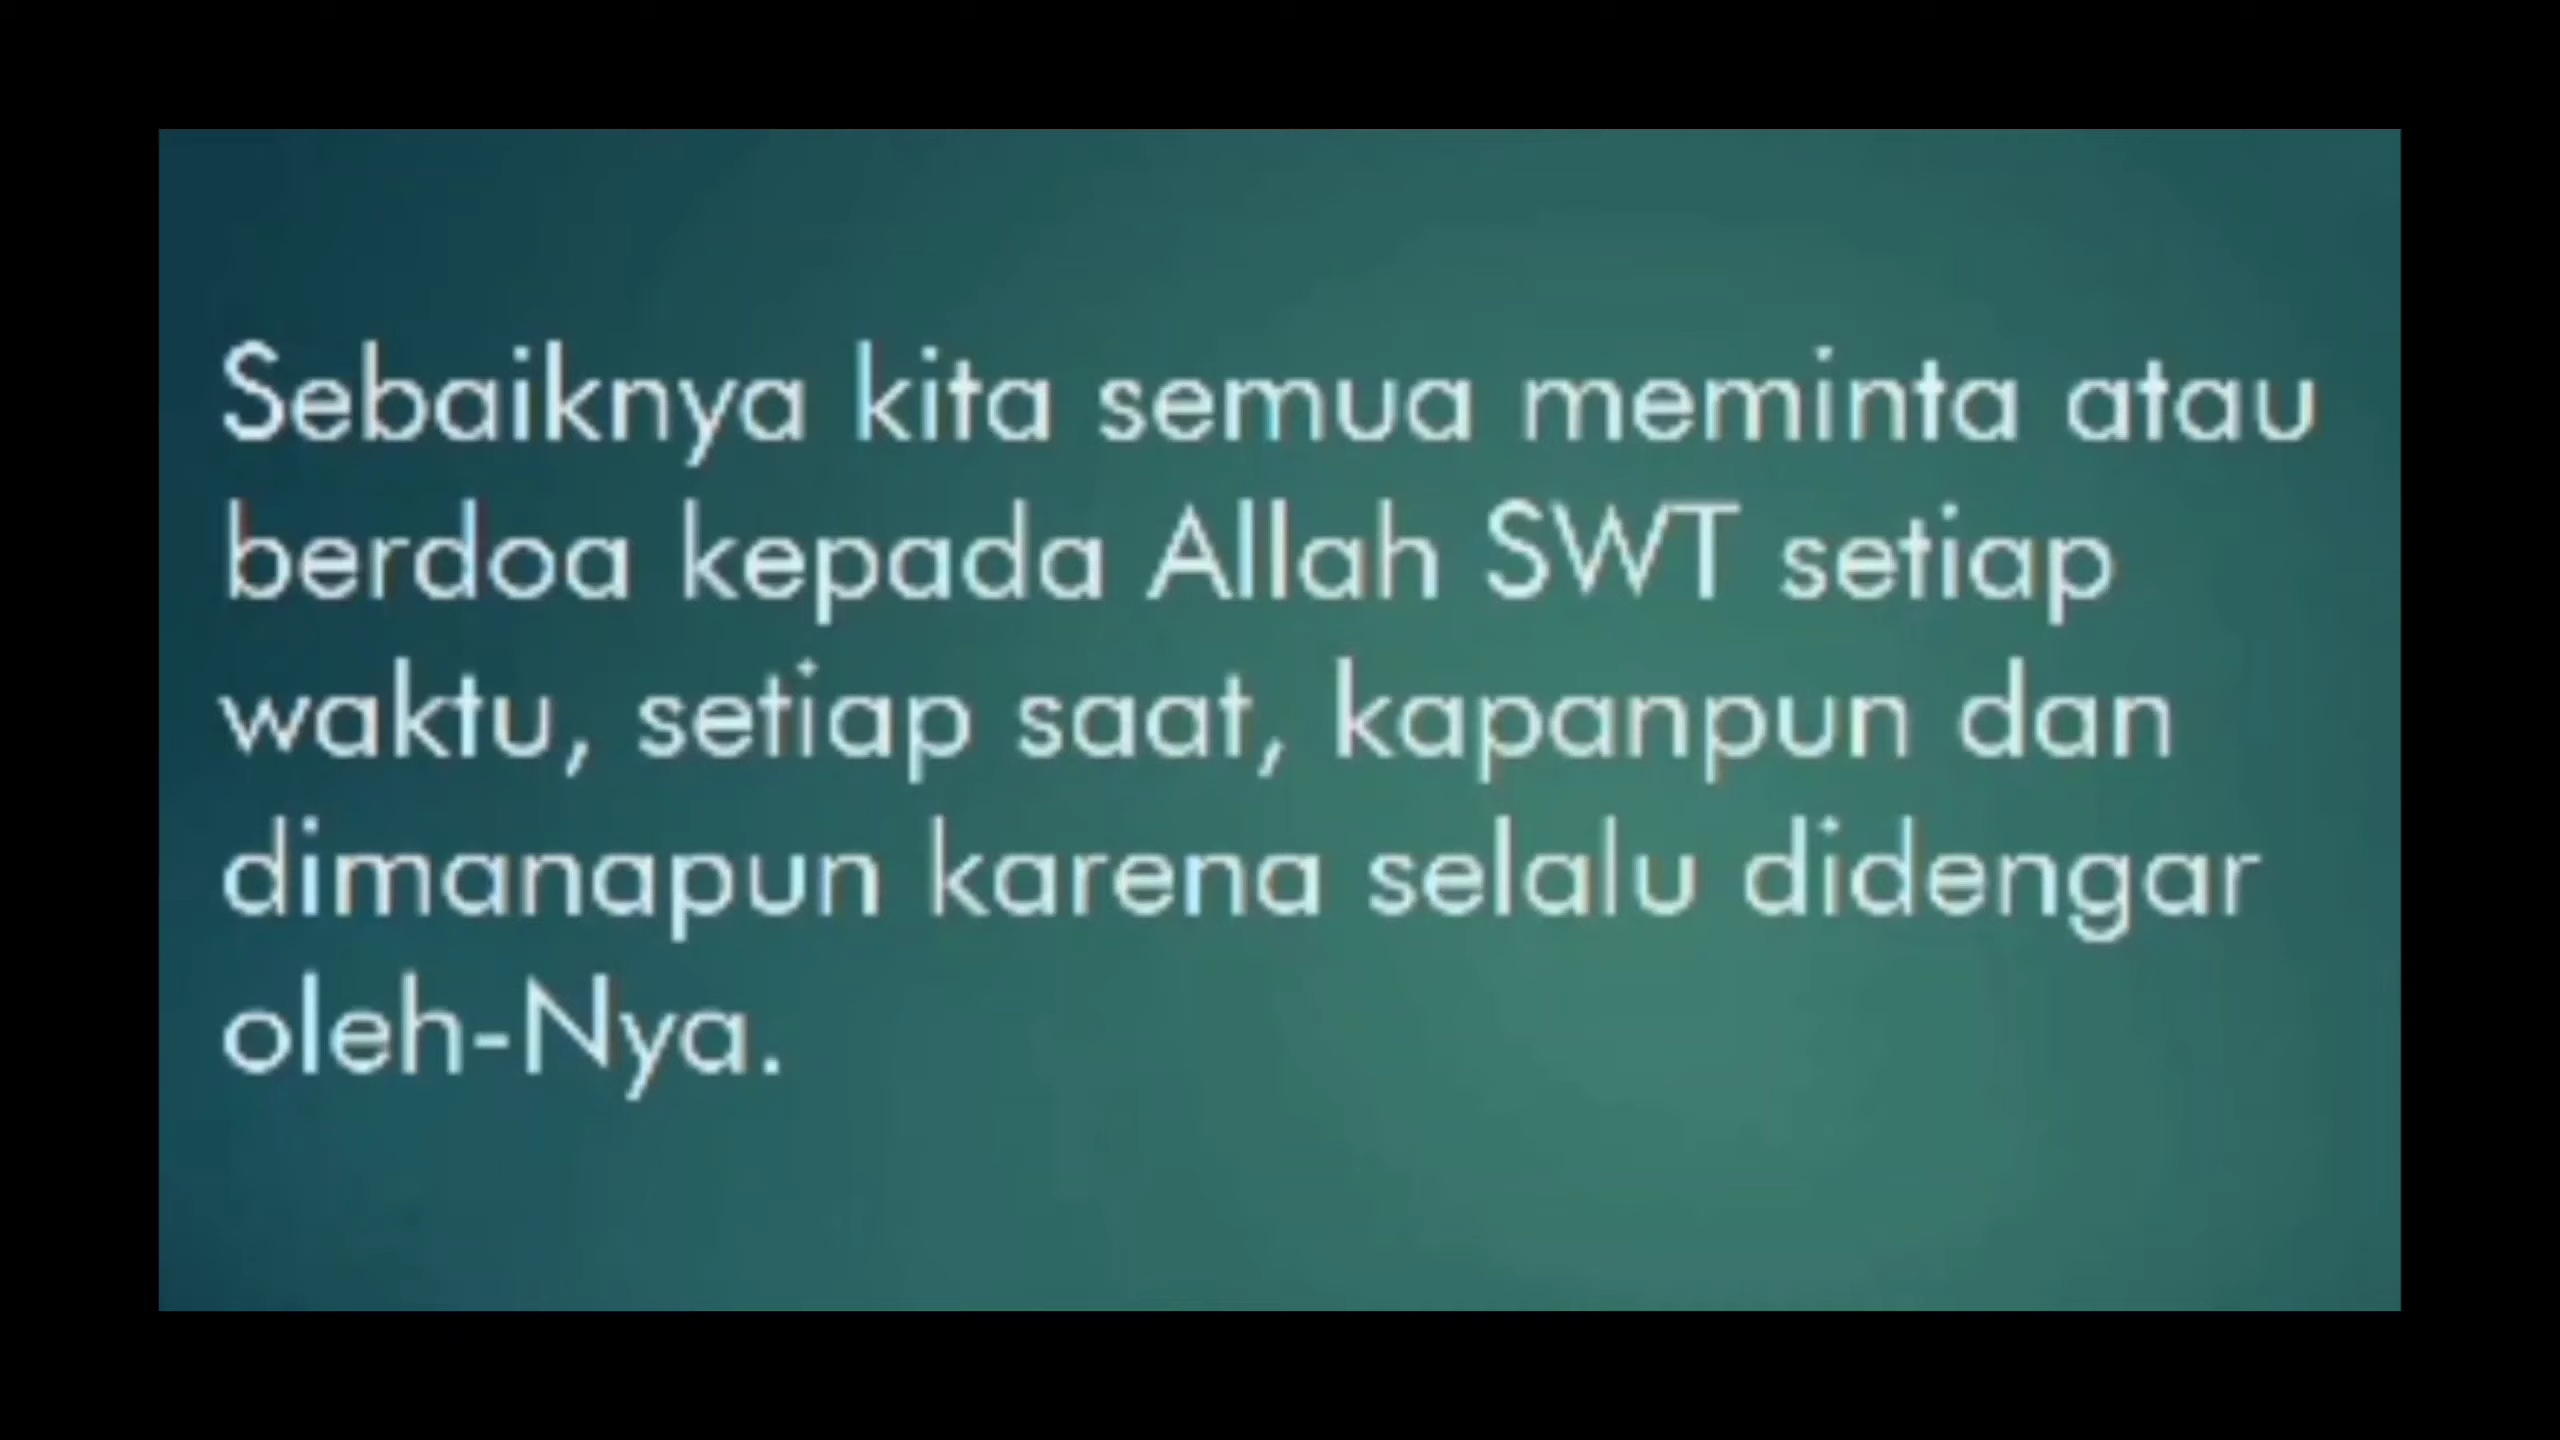 Sebaiknya kita semua meminta atau
berdoa kepada Allah SWT setiap
waktu, setiap saat, kapanpun dan
dimanapun karena selalu didengar
oleh-Nya.